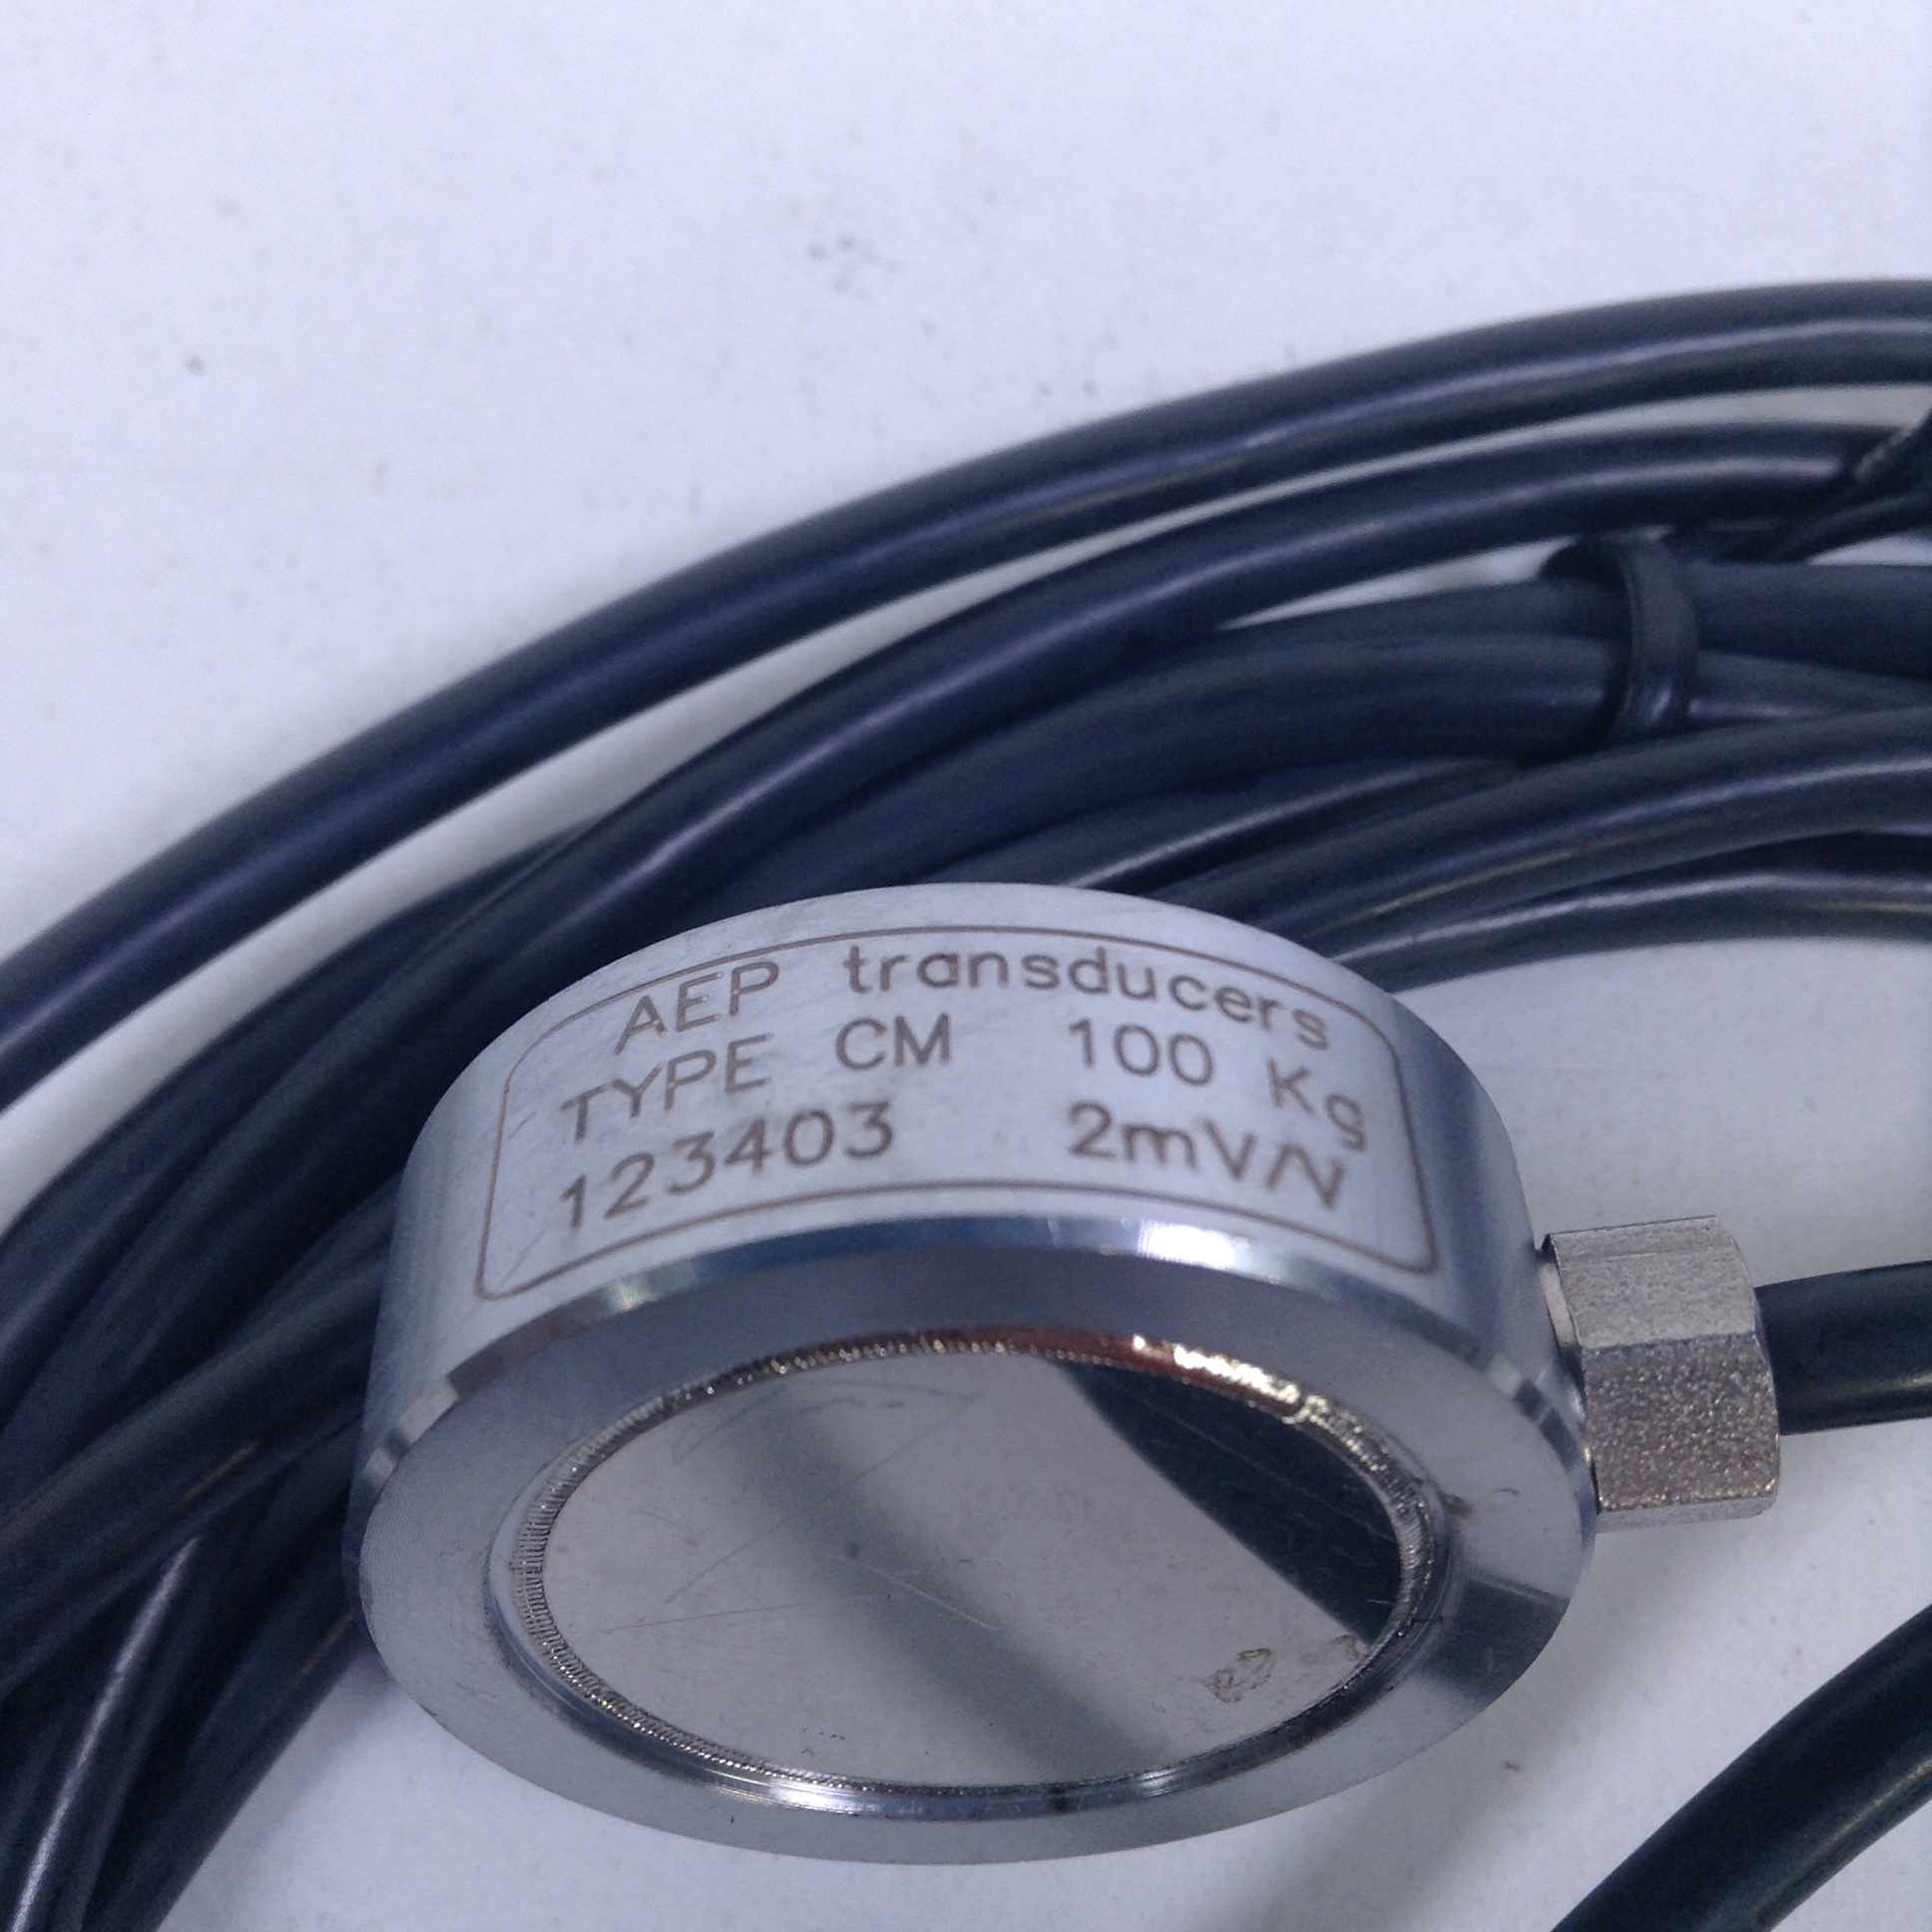 AEP transducers
TYPE CM 100 Kg
123403 2mV/V